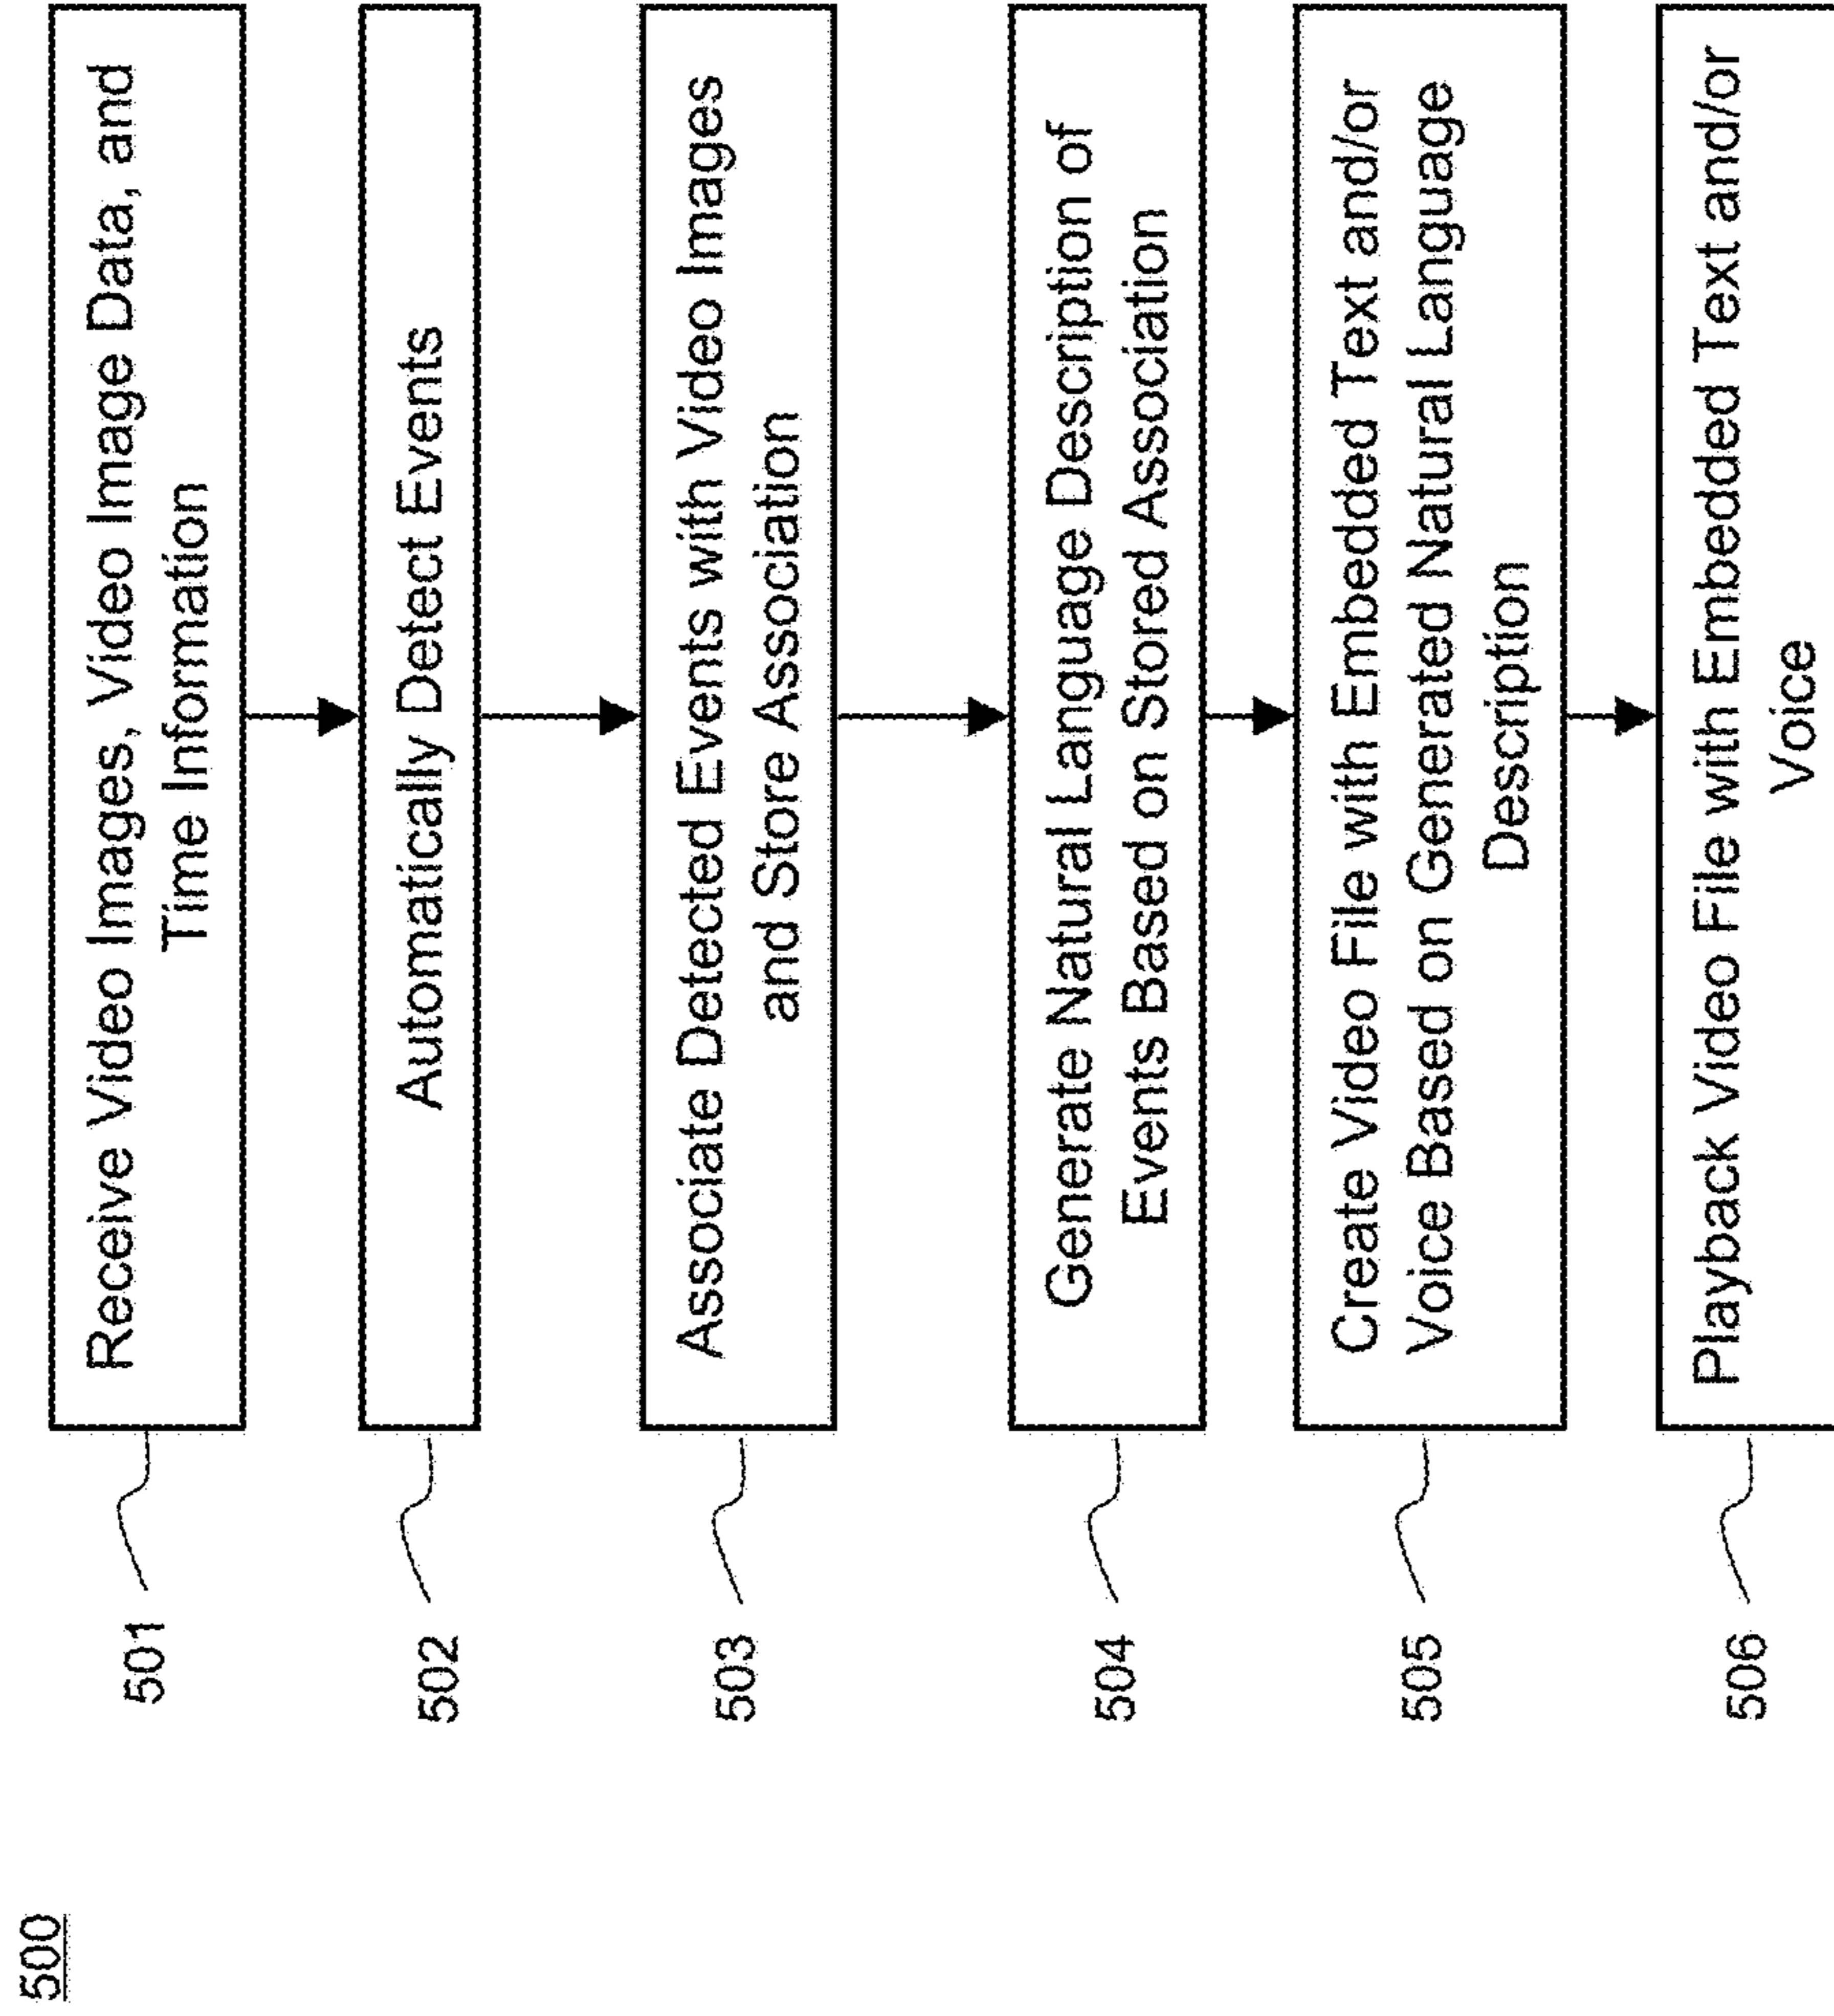 500
501
Receive Video Images, Video Image Data, and
Time Information
502
Automatically Detect Events
503
Associate Detected Events with Video Images
and Store Association
504
Generate Natural Language Description of
Events Based on Stored Association
505
Create Video File with Embedded Text and/or
Voice Based on Generated Natural Language
Description
506
Playback Video File with Embedded Text and/or
Voice